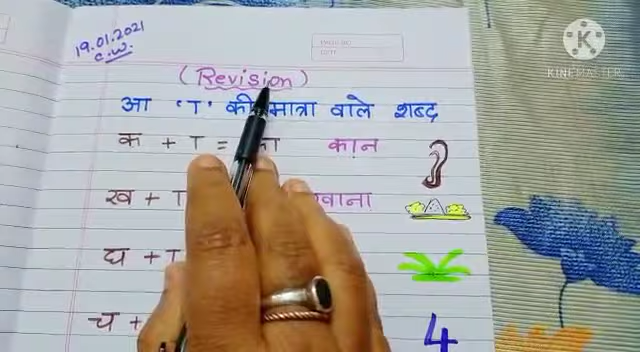 19.01.2021
C.W.
KINEMASTER
(Revision)
आ 'ा' की मात्रा वाले शब्द
क + ा = का कान
ख + ा
घ + ा
च +
4